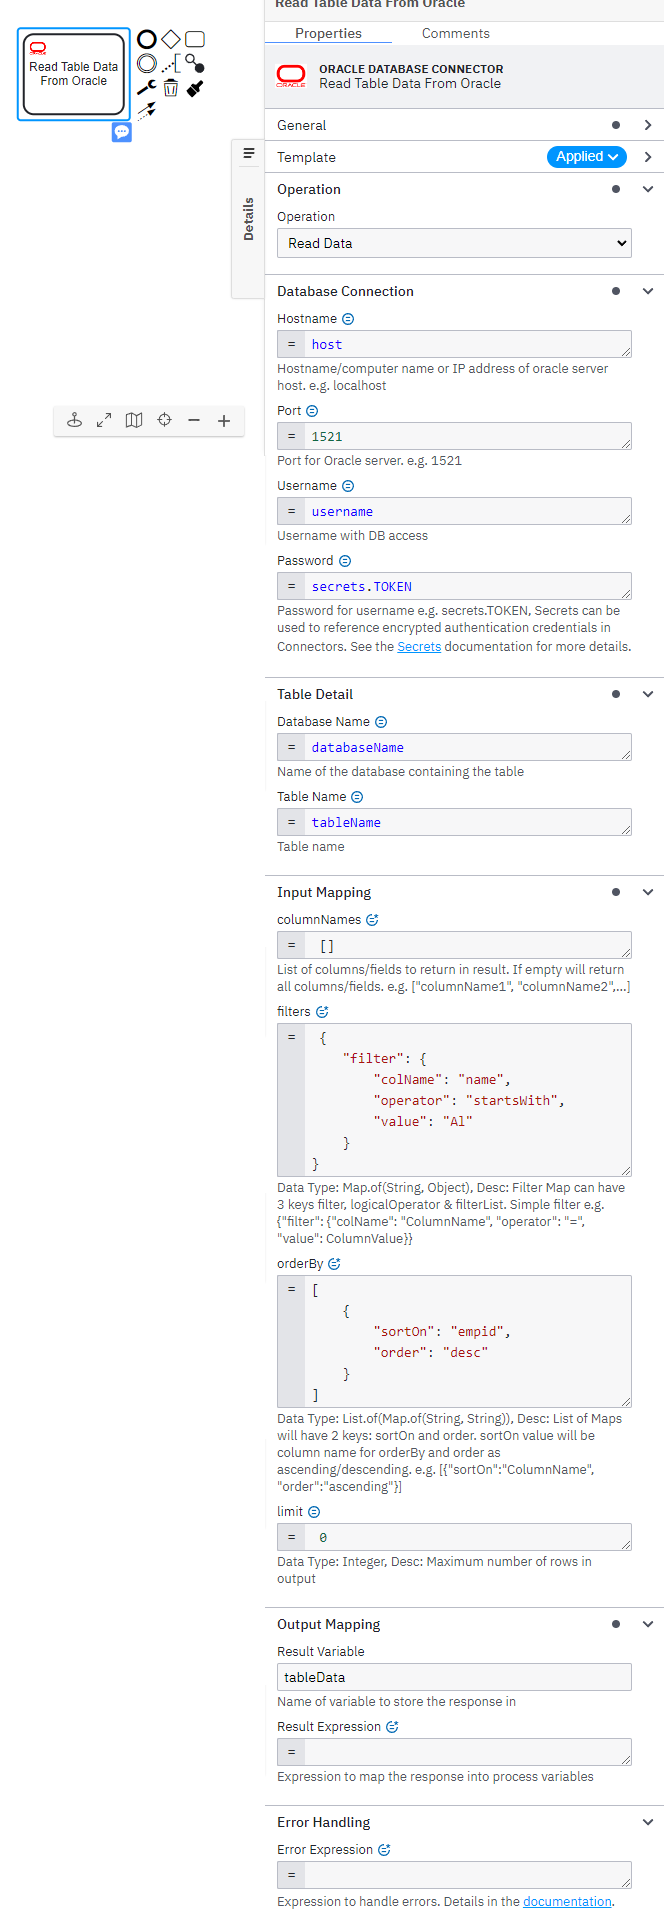 Read Table Data From Oracle
Properties
Comments
ORACLE
Read Table Data
From Oracle
ORACLE
ORACLE DATABASE CONNECTOR
Read Table Data From Oracle
General
Template
Applied
Details
Operation
Operation
Read Data
Database Connection
Hostname
= host
Hostname/computer name or IP address of oracle server
host. e.g. localhost
Port
= 1521
Port for Oracle server. e.g. 1521
Username
= username
Username with DB access
Password
= secrets.TOKEN
Password for username e.g. secrets.TOKEN, Secrets can be
used to reference encrypted authentication credentials in
Connectors. See the Secrets documentation for more details.
Table Detail
Database Name
= databaseName
Name of the database containing the table
Table Name
= tableName
Table name
Input Mapping
columnNames
= []
List of columns/fields to return in result. If empty will return
all columns/fields. e.g. ["columnName1", "columnName2",...]
filters
= {
"filter": {
"colName": "name",
"operator": "startsWith",
"value": "Al"
}
}
Data Type: Map.of(String, Object), Desc: Filter Map can have
3 keys filter, logicalOperator & filterList. Simple filter e.g.
{"filter": {"colName": "ColumnName", "operator": "=",
"value": ColumnValue}}
orderBy
= [
{
"sortOn": "empid",
"order": "desc"
}
]
Data Type: List.of(Map.of(String, String)), Desc: List of Maps
will have 2 keys: sortOn and order. sortOn value will be
column name for orderBy and order as
ascending/descending. e.g. [{"sortOn":"ColumnName",
"order":"ascending"}]
limit
= 0
Data Type: Integer, Desc: Maximum number of rows in
output
Output Mapping
Result Variable
tableData
Name of variable to store the response in
Result Expression
=
Expression to map the response into process variables
Error Handling
Error Expression
=
Expression to handle errors. Details in the documentation.